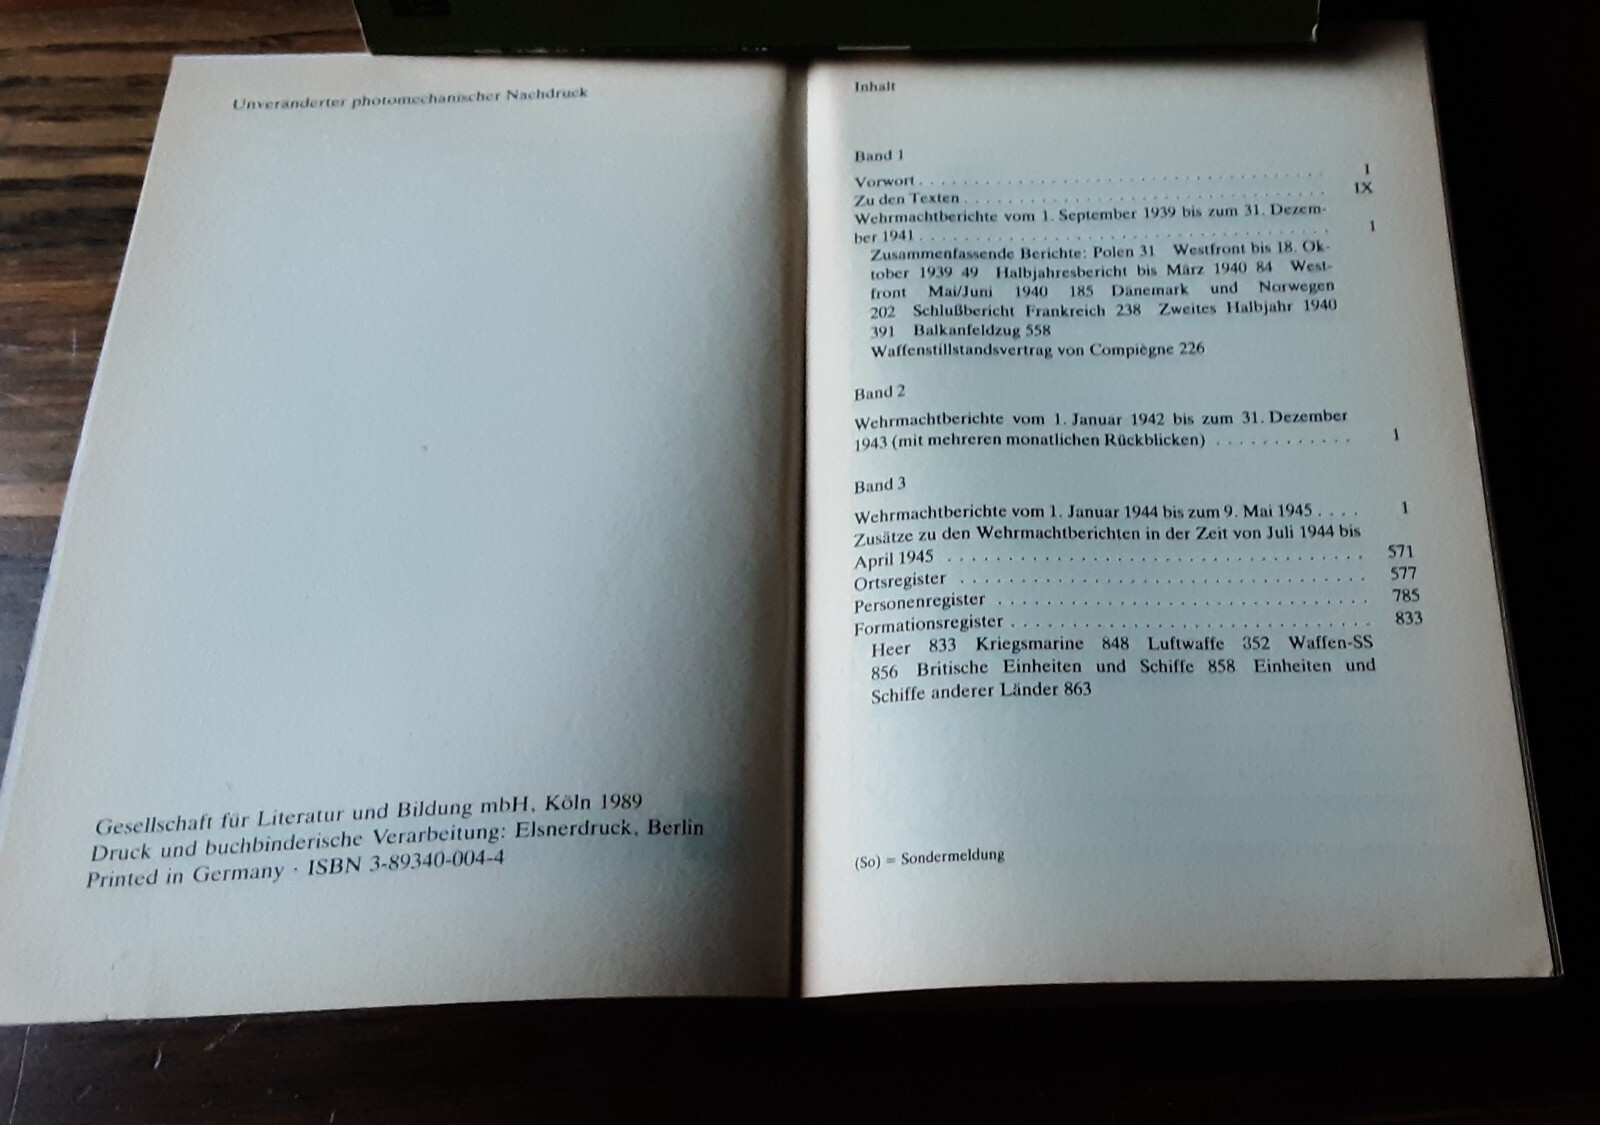 Unveränderter photomechanischer Nachdruck
Gesellschaft für Literatur und Bildung mbH, Köln 1989
Druck und buchbinderische Verarbeitung: Elsnerdruck, Berlin
Printed in Germany · ISBN 3-89340-004-4
Inhalt
Band 1
Vorwort . . . . . . . . . . . . . . . . . . . . . . . . . . . . . . . . . . . . . I
Zu den Texten . . . . . . . . . . . . . . . . . . . . . . . . . . . . . . . . . IX
Wehrmachtberichte vom 1. September 1939 bis zum 31. Dezem-
ber 1941 . . . . . . . . . . . . . . . . . . . . . . . . . . . . . . . . . . . . . 1
Zusammenfassende Berichte: Polen 31 Westfront bis 18. Ok-
tober 1939 49 Halbjahresbericht bis März 1940 84 West-
front Mai/Juni 1940 185 Dänemark und Norwegen
202 Schlußbericht Frankreich 238 Zweites Halbjahr 1940
391 Balkanfeldzug 558
Waffenstillstandsvertrag von Compiègne 226
Band 2
Wehrmachtberichte vom 1. Januar 1942 bis zum 31. Dezember
1943 (mit mehreren monatlichen Rückblicken) . . . . . . . . . . . . 1
Band 3
Wehrmachtberichte vom 1. Januar 1944 bis zum 9. Mai 1945 . . . . 1
Zusätze zu den Wehrmachtberichten in der Zeit von Juli 1944 bis
April 1945 . . . . . . . . . . . . . . . . . . . . . . . . . . . . . . . . . . . 571
Ortsregister . . . . . . . . . . . . . . . . . . . . . . . . . . . . . . . . . . 577
Personenregister . . . . . . . . . . . . . . . . . . . . . . . . . . . . . . . 785
Formationsregister . . . . . . . . . . . . . . . . . . . . . . . . . . . . . . 833
Heer 833 Kriegsmarine 848 Luftwaffe 352 Waffen-SS
856 Britische Einheiten und Schiffe 858 Einheiten und
Schiffe anderer Länder 863
(So) = Sondermeldung